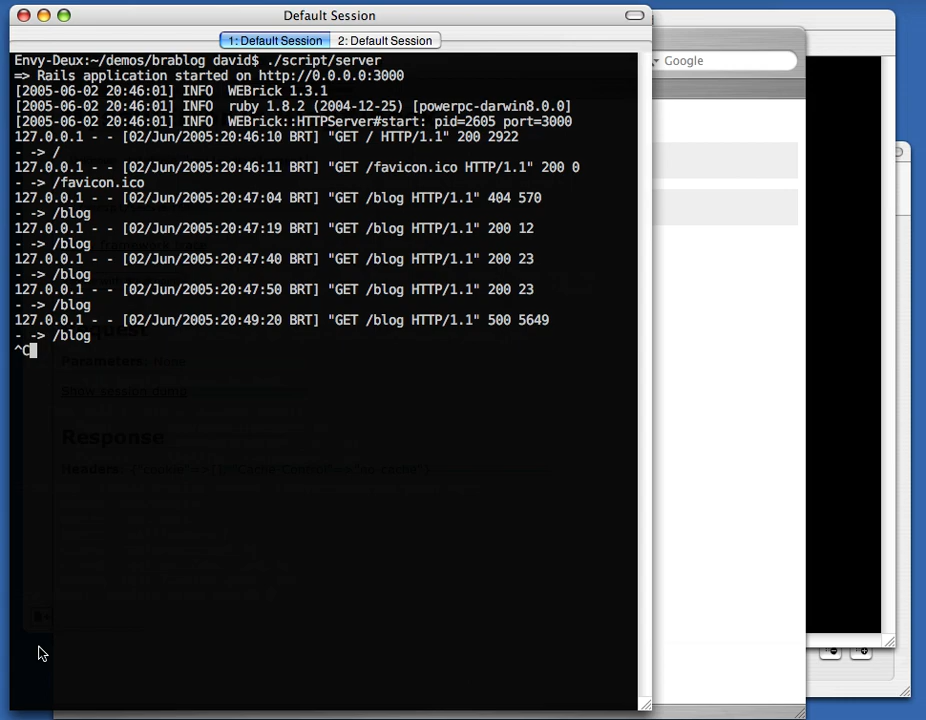 Default Session
1: Default Session
2: Default Session
Google
Envy-Deux:~/demos/brablog david$ ./script/server
=> Rails application started on http://0.0.0.0:3000
[2005-06-02 20:46:01] INFO  WEBrick 1.3.1
[2005-06-02 20:46:01] INFO  ruby 1.8.2 (2004-12-25) [powerpc-darwin8.0.0]
[2005-06-02 20:46:01] INFO  WEBrick::HTTPServer#start: pid=2605 port=3000
127.0.0.1 - - [02/Jun/2005:20:46:10 BRT] "GET / HTTP/1.1" 200 2922
- -> /
127.0.0.1 - - [02/Jun/2005:20:46:11 BRT] "GET /favicon.ico HTTP/1.1" 200 0
- -> /favicon.ico
127.0.0.1 - - [02/Jun/2005:20:47:04 BRT] "GET /blog HTTP/1.1" 404 570
- -> /blog
127.0.0.1 - - [02/Jun/2005:20:47:19 BRT] "GET /blog HTTP/1.1" 200 12
- -> /blog
127.0.0.1 - - [02/Jun/2005:20:47:40 BRT] "GET /blog HTTP/1.1" 200 23
- -> /blog
127.0.0.1 - - [02/Jun/2005:20:47:50 BRT] "GET /blog HTTP/1.1" 200 23
- -> /blog
127.0.0.1 - - [02/Jun/2005:20:49:20 BRT] "GET /blog HTTP/1.1" 500 5649
- -> /blog
^C
Parameters: None
Show session dump
Response